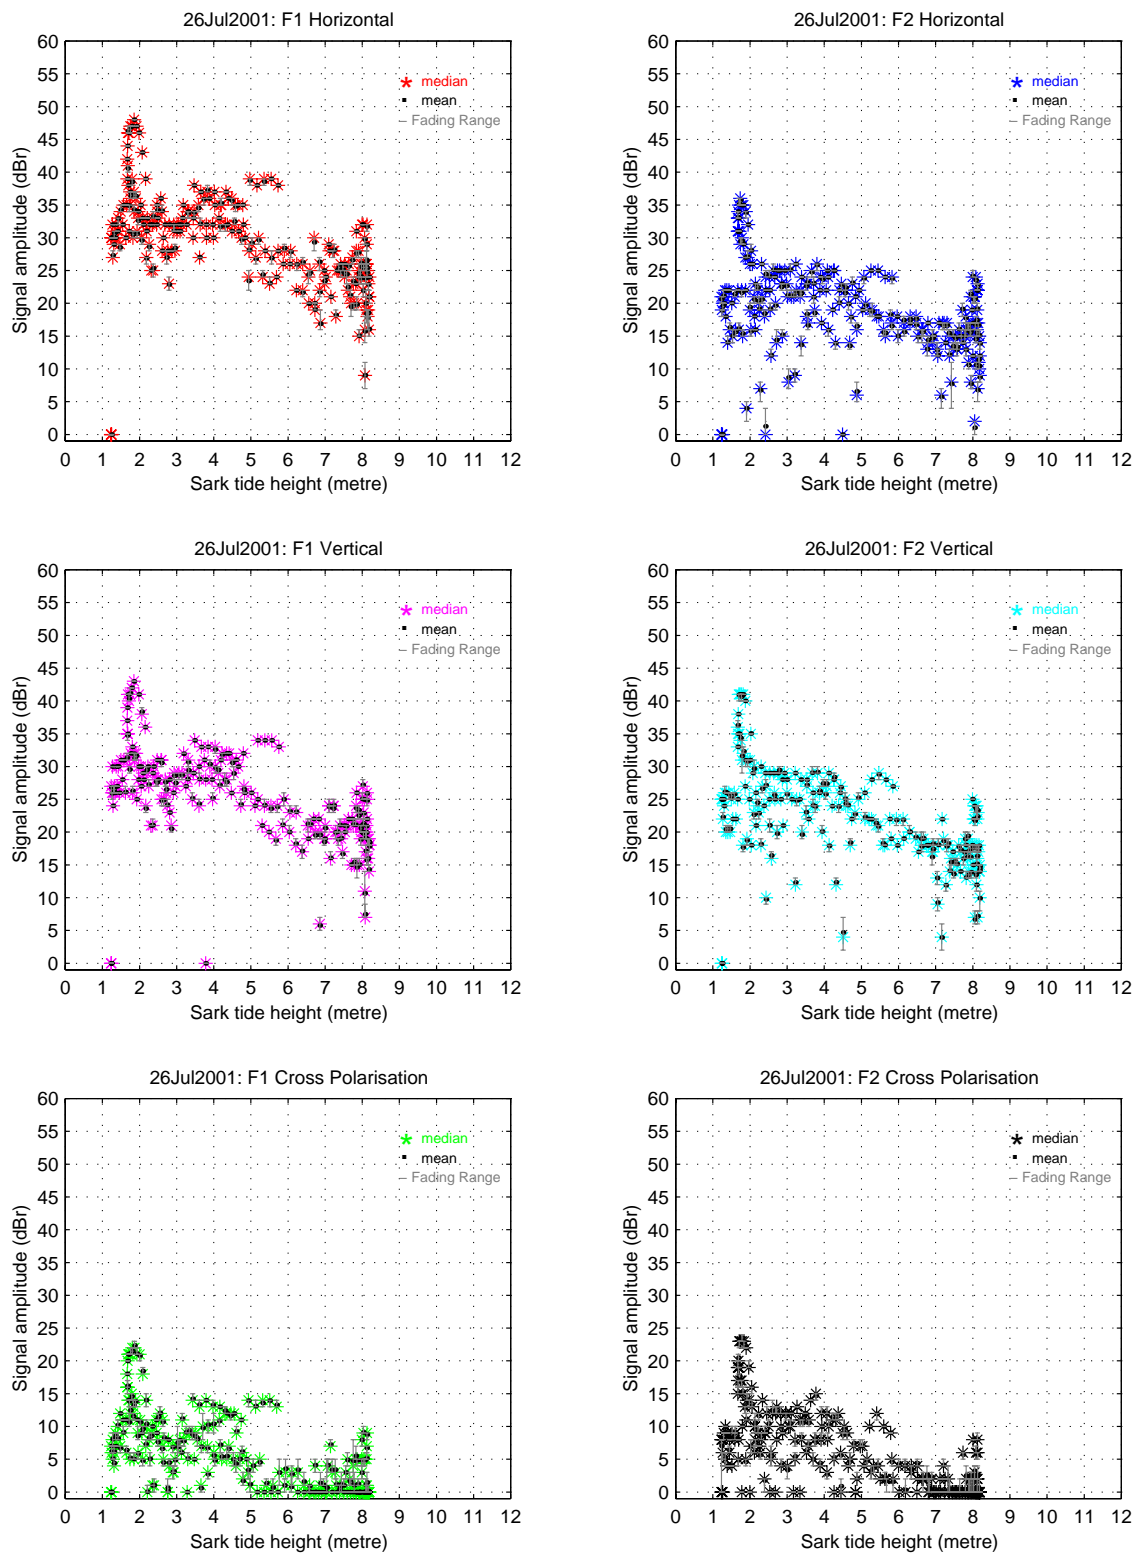 26Jul2001: F1 Horizontal
60
55
50
45
40
35
30
25
20
15
10
5
0
Signal amplitude (dBr)
median
mean
Fading Range
0 1 2 3 4 5 6 7 8 9 10 11 12
Sark tide height (metre)
26Jul2001: F2 Horizontal
60
55
50
45
40
35
30
25
20
15
10
5
0
Signal amplitude (dBr)
median
mean
Fading Range
0 1 2 3 4 5 6 7 8 9 10 11 12
Sark tide height (metre)
26Jul2001: F1 Vertical
60
55
50
45
40
35
30
25
20
15
10
5
0
Signal amplitude (dBr)
median
mean
Fading Range
0 1 2 3 4 5 6 7 8 9 10 11 12
Sark tide height (metre)
26Jul2001: F2 Vertical
60
55
50
45
40
35
30
25
20
15
10
5
0
Signal amplitude (dBr)
median
mean
Fading Range
0 1 2 3 4 5 6 7 8 9 10 11 12
Sark tide height (metre)
26Jul2001: F1 Cross Polarisation
60
55
50
45
40
35
30
25
20
15
10
5
0
Signal amplitude (dBr)
median
mean
Fading Range
0 1 2 3 4 5 6 7 8 9 10 11 12
Sark tide height (metre)
26Jul2001: F2 Cross Polarisation
60
55
50
45
40
35
30
25
20
15
10
5
0
Signal amplitude (dBr)
median
mean
Fading Range
0 1 2 3 4 5 6 7 8 9 10 11 12
Sark tide height (metre)